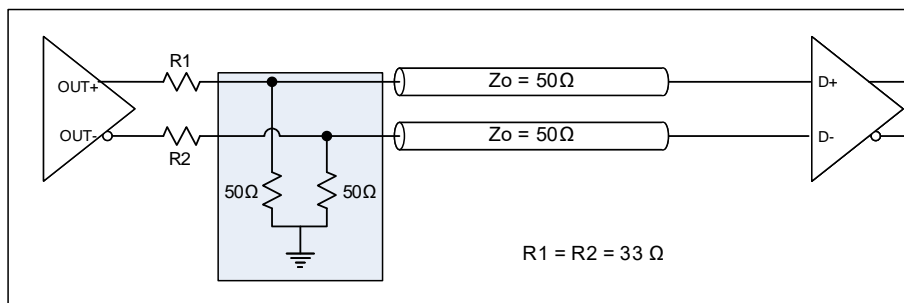 R1
OUT+
Zo = 50Ω
D+
OUT-
Zo = 50Ω
D-
R2
50Ω
50Ω
R1 = R2 = 33 Ω